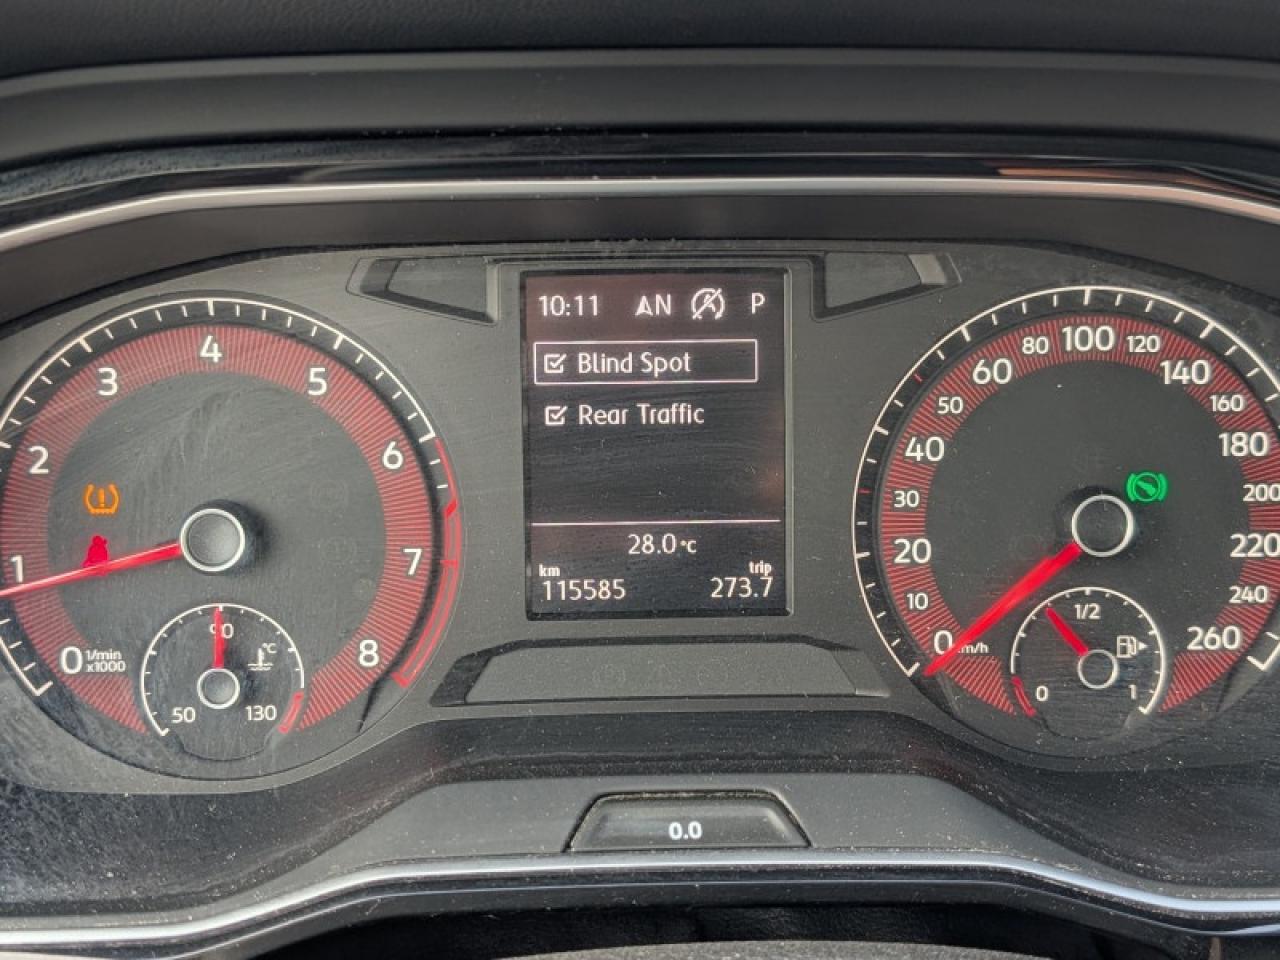 10:11 N P
Blind Spot
Rear Traffic
28.0°C
km trip
115585 273.7
0 1 2 3 4 5 6 7 8
1/min
x1000
50 90 130
°C
0 10 20 30 40 50 60 80 100 120 140 160 180 200 220 240 260
km/h
0 1/2 1
0.0